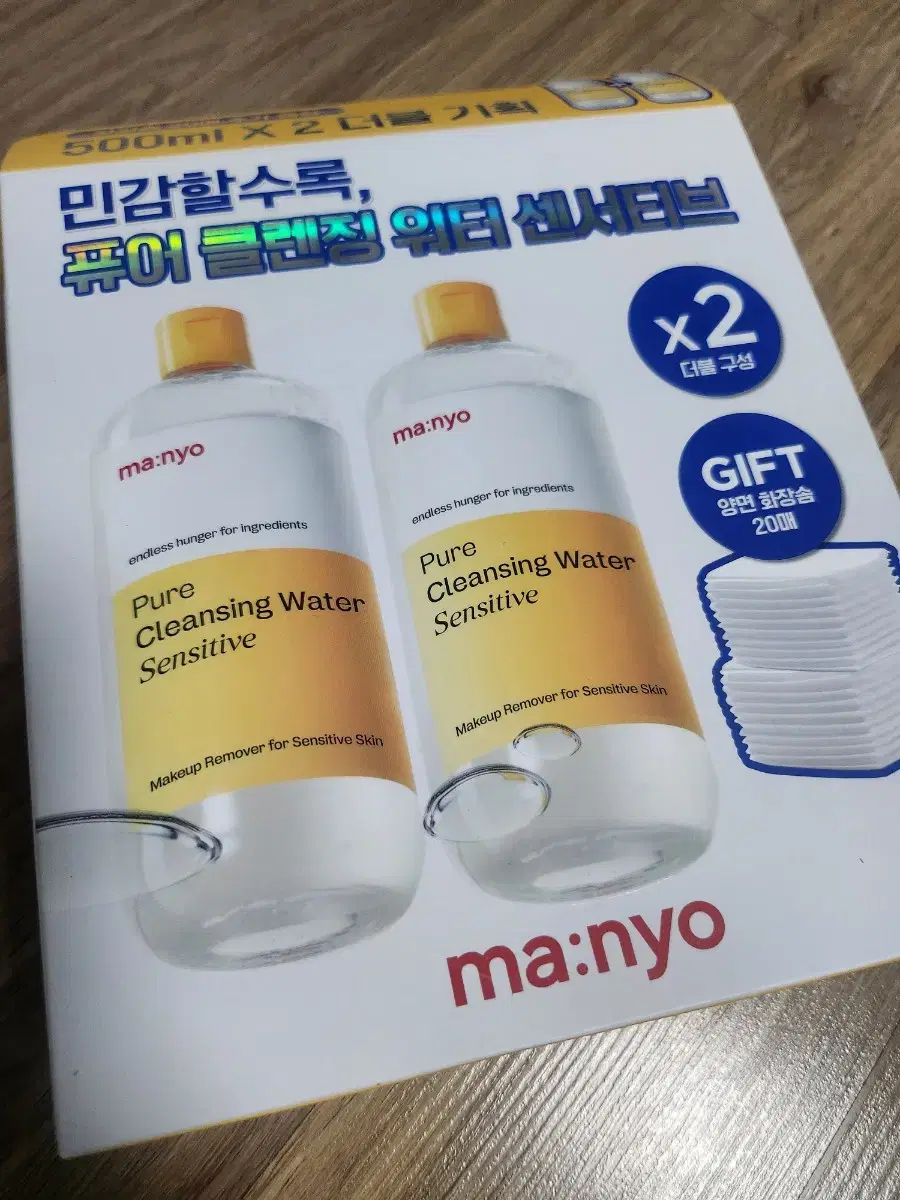 500ml X 2 더블 기획
민감할수록,
퓨어 클렌징 워터 센서티브
x2
더블 구성
GIFT
양면 화장솜
20매
ma:nyo
endless hunger for ingredients
Pure
Cleansing Water
Sensitive
Makeup Remover for Sensitive Skin
ma:nyo
endless hunger for ingredients
Pure
Cleansing Water
Sensitive
Makeup Remover for Sensitive Skin
ma:nyo